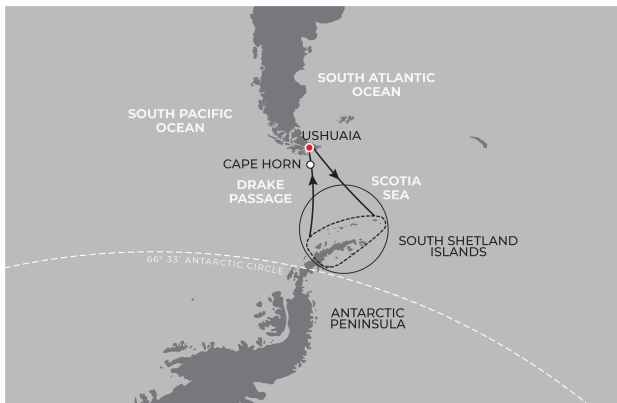 SOUTH ATLANTIC
OCEAN
SOUTH PACIFIC
OCEAN
USHUAIA
CAPE HORN
DRAKE
PASSAGE
SCOTIA
SEA
SOUTH SHETLAND
ISLANDS
66° 33' ANTARCTIC CIRCLE
ANTARCTIC
PENINSULA